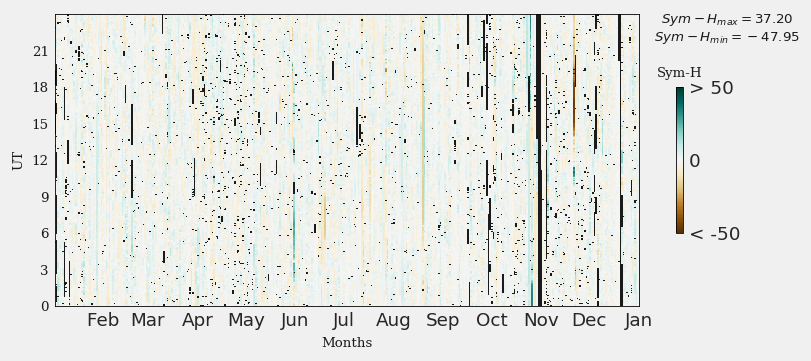 Sym − H_max = 37.20
Sym − H_min = −47.95
Sym-H
> 50
0
< -50
21
18
15
12
9
6
3
0
UT
Feb Mar Apr May Jun Jul Aug Sep Oct Nov Dec Jan
Months